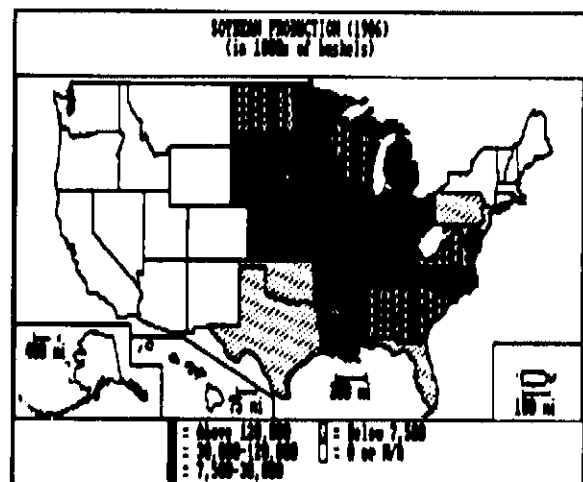 SOYBEAN PRODUCTION (1986)
(in 1000s of bushels)
400 mi
75 mi
300 mi
100 mi
: Above 120,000
: 30,000-120,000
: 7,500-30,000
: Below 7,500
: 0 or N/A